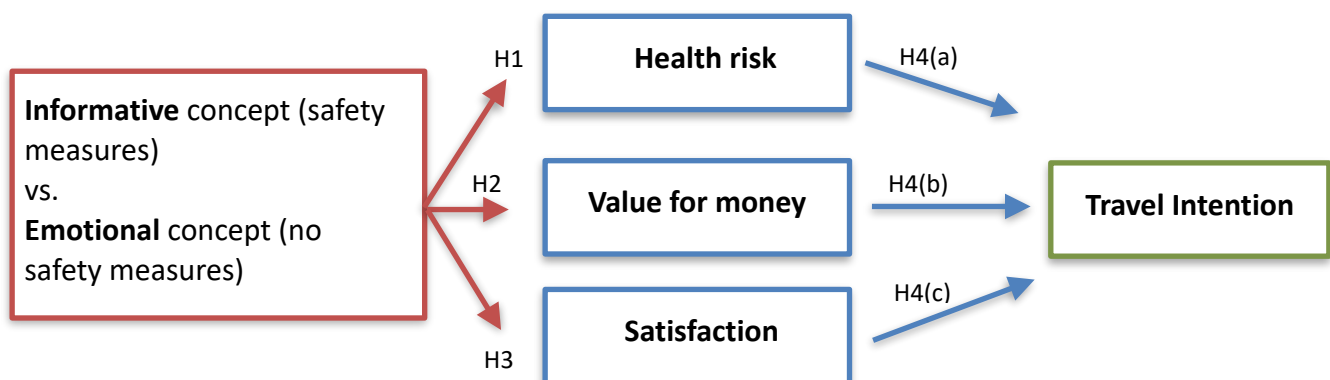 H1
Health risk
H4(a)
Informative concept (safety
measures)
vs.
Emotional concept (no
safety measures)
H2
Value for money
H4(b)
Travel Intention
H3
Satisfaction
H4(c)